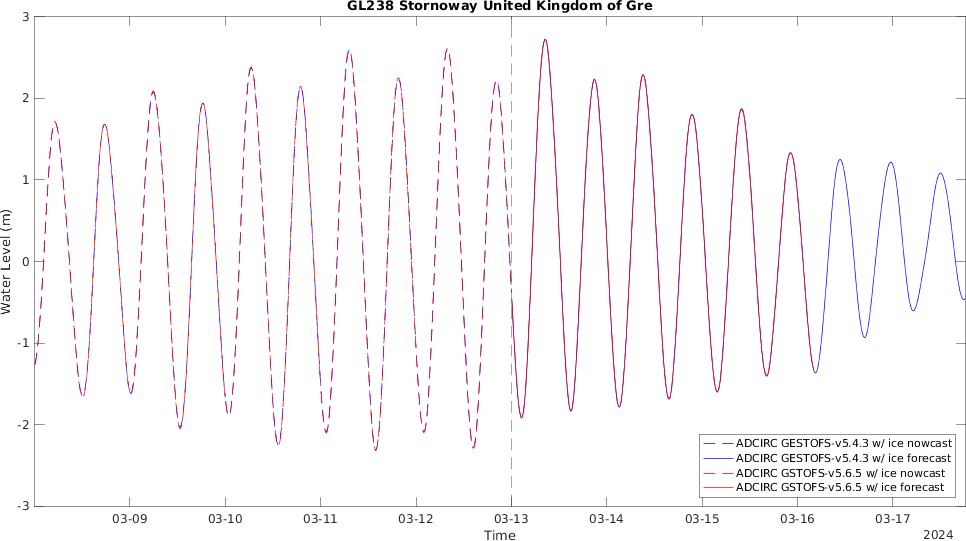 GL238 Stornoway United Kingdom of Gre
3
2
1
0
-1
-2
-3
Water Level (m)
ADCIRC GESTOFS-v5.4.3 w/ ice nowcast
ADCIRC GESTOFS-v5.4.3 w/ ice forecast
ADCIRC GSTOFS-v5.6.5 w/ ice nowcast
ADCIRC GSTOFS-v5.6.5 w/ ice forecast
03-09 03-10 03-11 03-12 03-13 03-14 03-15 03-16 03-17
Time
2024